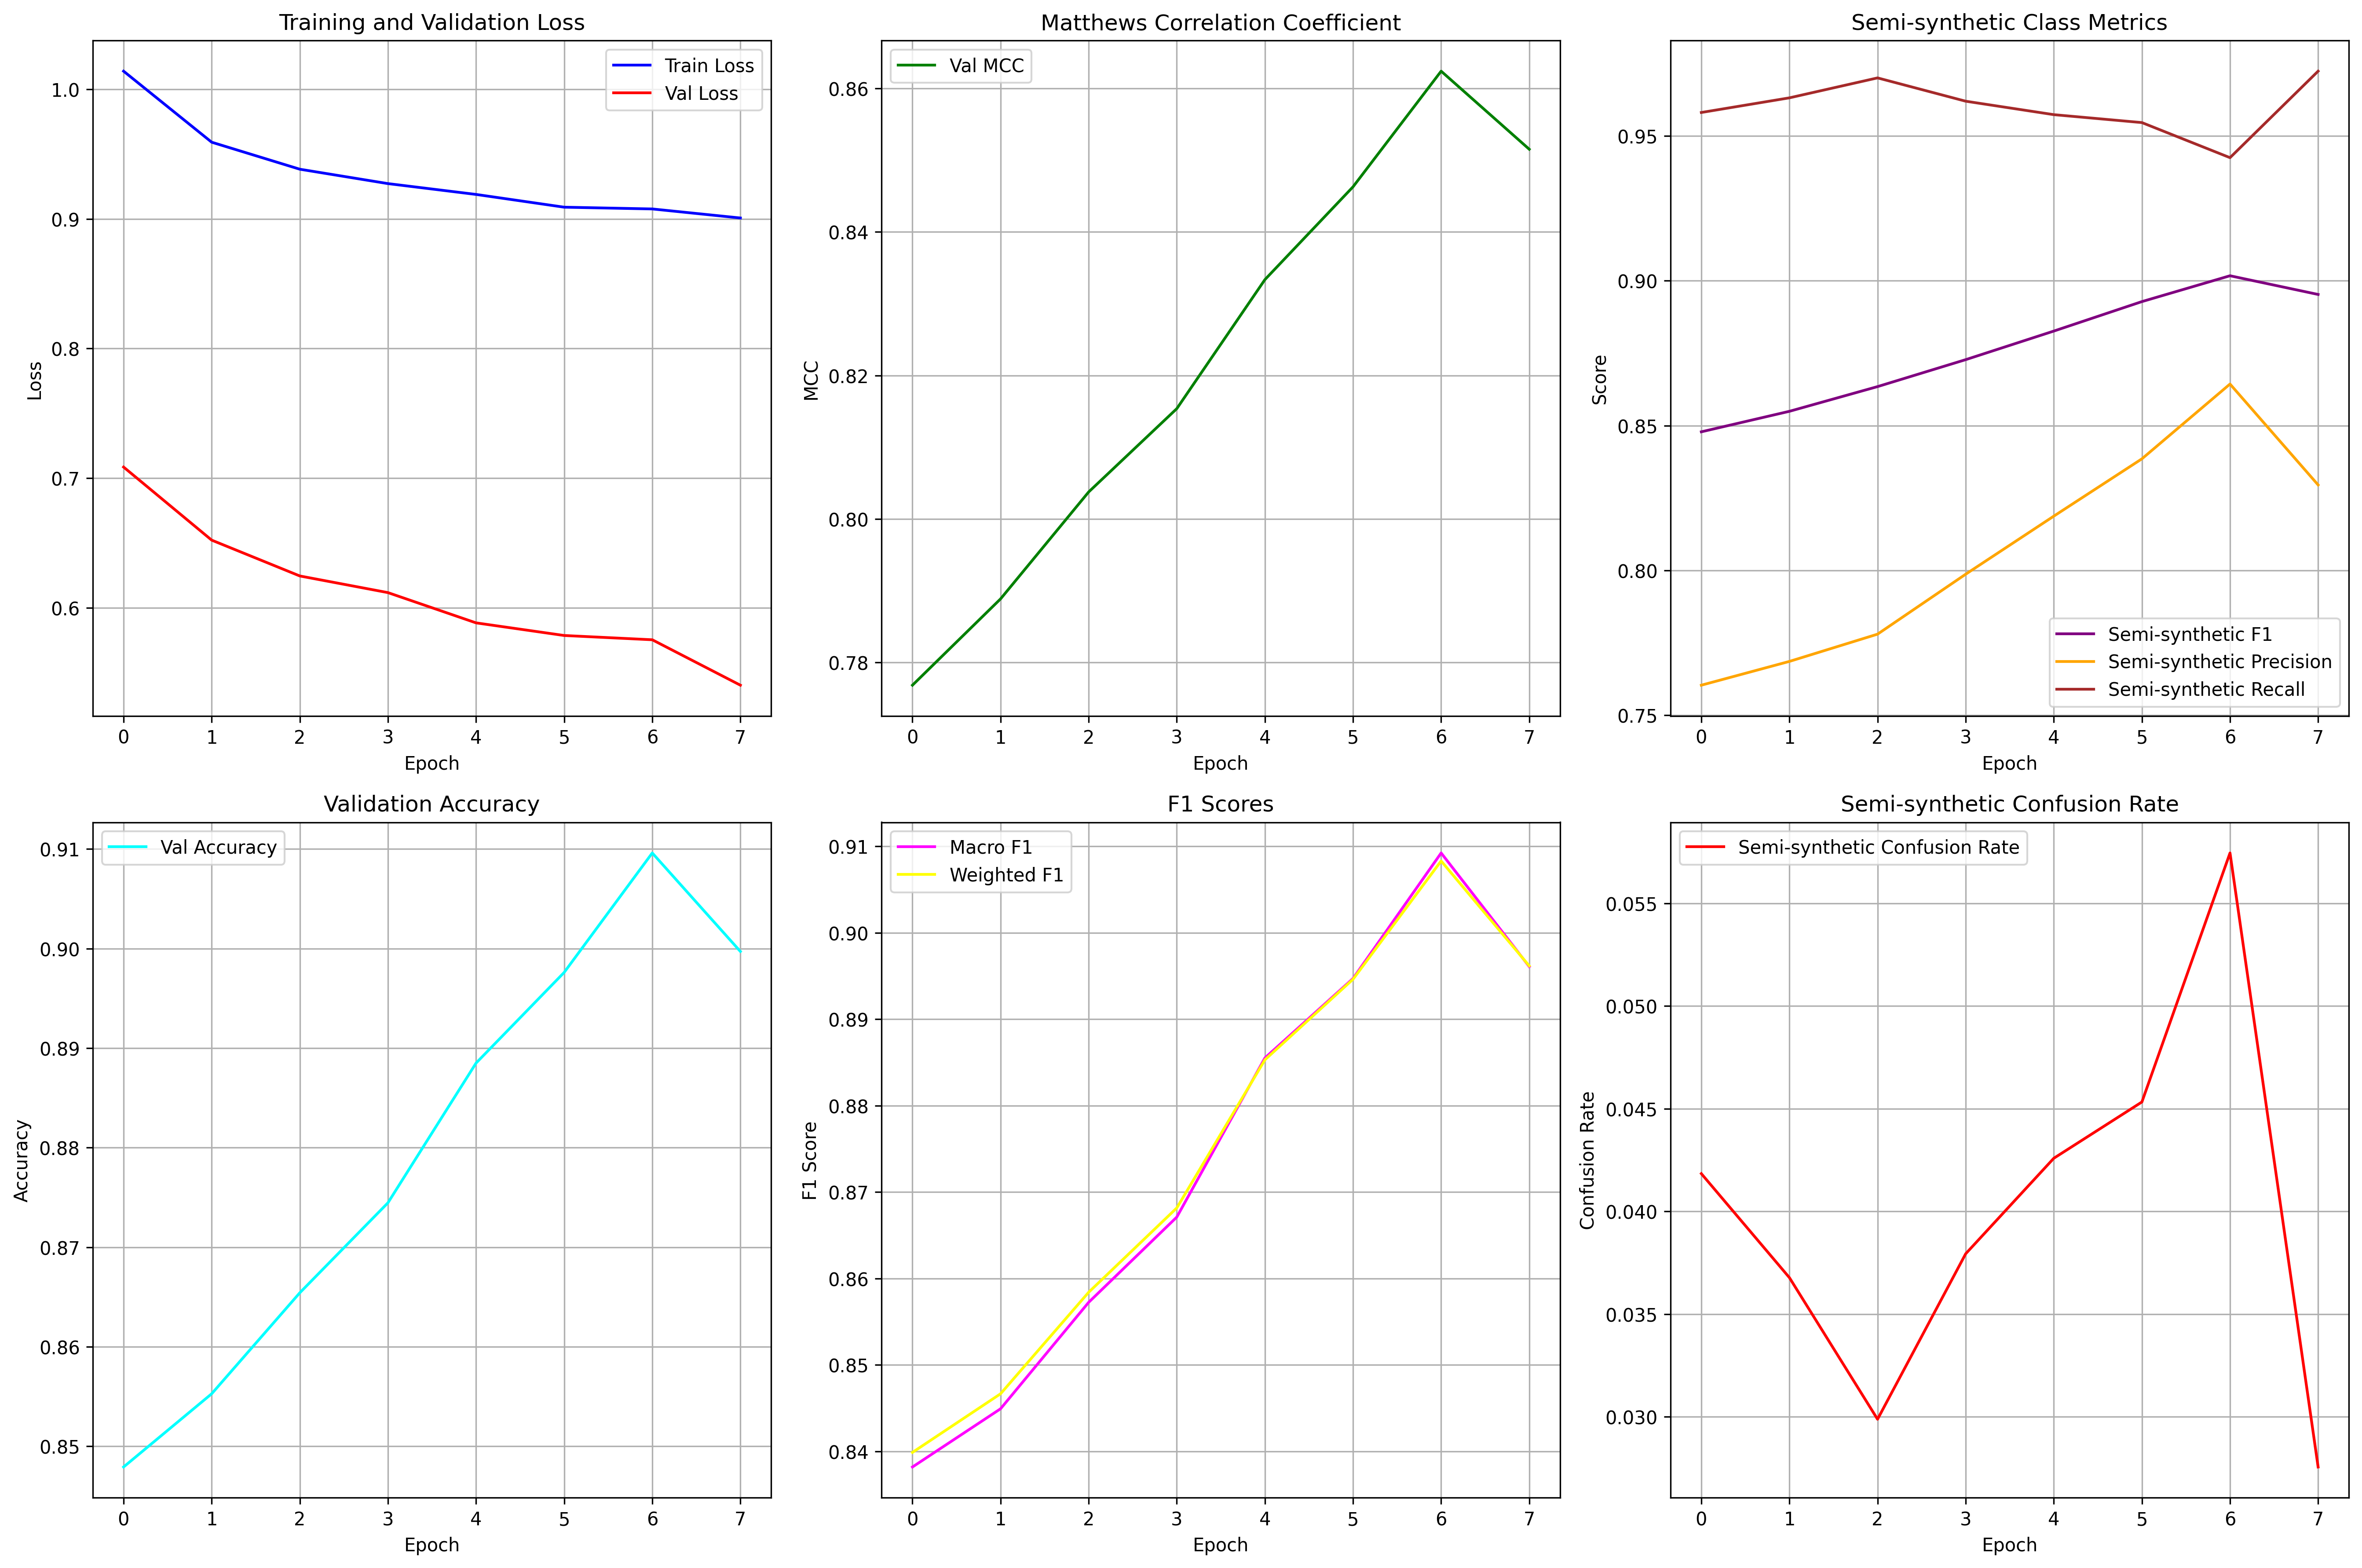 Training and Validation Loss
Train Loss
Val Loss
1.0
0.9
0.8
0.7
0.6
Loss
0 1 2 3 4 5 6 7
Epoch
Matthews Correlation Coefficient
Val MCC
0.86
0.84
0.82
0.80
0.78
MCC
0 1 2 3 4 5 6 7
Epoch
Semi-synthetic Class Metrics
0.95
0.90
0.85
0.80
0.75
Score
Semi-synthetic F1
Semi-synthetic Precision
Semi-synthetic Recall
0 1 2 3 4 5 6 7
Epoch
Validation Accuracy
Val Accuracy
0.91
0.90
0.89
0.88
0.87
0.86
0.85
Accuracy
0 1 2 3 4 5 6 7
Epoch
F1 Scores
Macro F1
Weighted F1
0.91
0.90
0.89
0.88
0.87
0.86
0.85
0.84
F1 Score
0 1 2 3 4 5 6 7
Epoch
Semi-synthetic Confusion Rate
Semi-synthetic Confusion Rate
0.055
0.050
0.045
0.040
0.035
0.030
Confusion Rate
0 1 2 3 4 5 6 7
Epoch